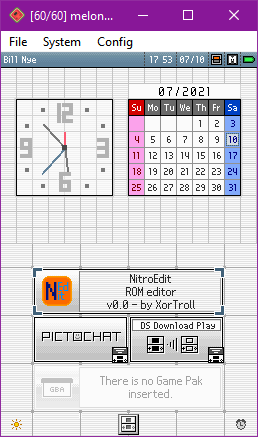 [60/60] melon...
File System Config
Bill Nye 17 53 07/10 M
07/2021
Su Mo Tu We Th Fr Sa
1 2 3
4 5 6 7 8 9 10
11 12 13 14 15 16 17
18 19 20 21 22 23 24
25 26 27 28 29 30 31
12
9 3
6
NitroEdit
ROM editor
v0.0 - by XorTroll
PICTOCHAT
DS Download Play
GBA
There is no Game Pak
inserted.